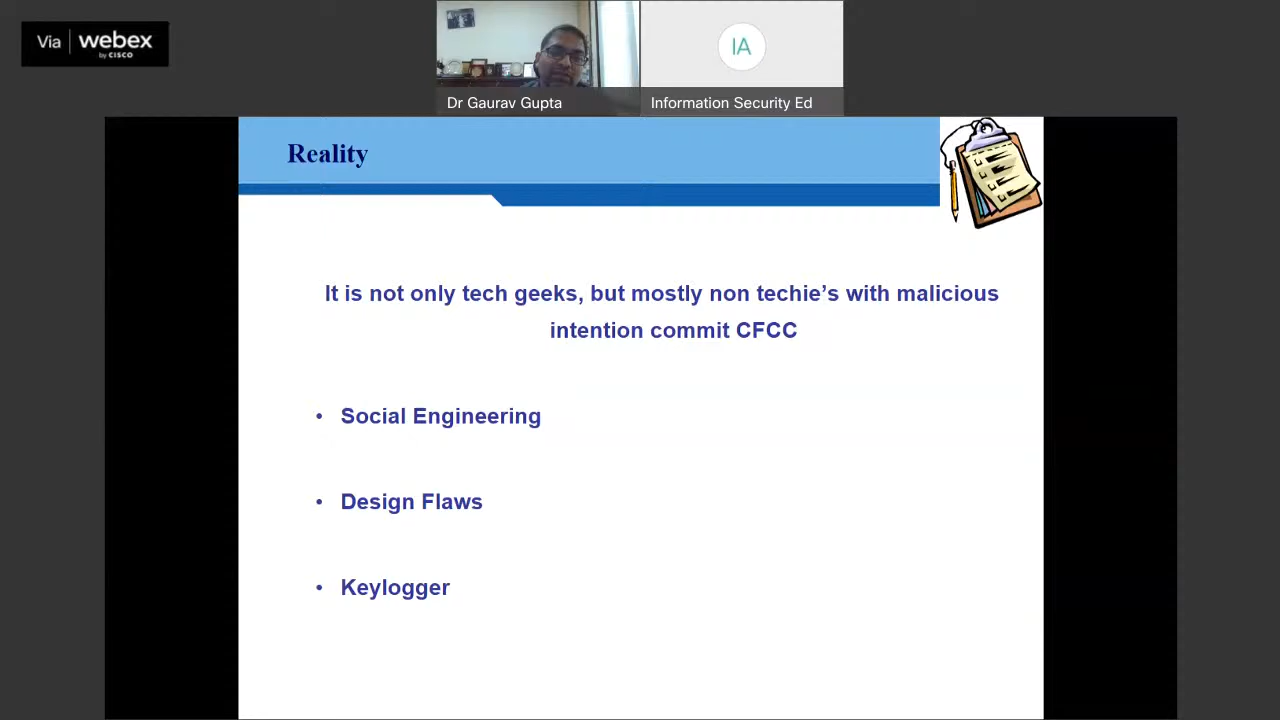 Via webex
by CISCO
IA
Dr Gaurav Gupta
Information Security Ed
Reality
It is not only tech geeks, but mostly non techie’s with malicious
intention commit CFCC
• Social Engineering
• Design Flaws
• Keylogger